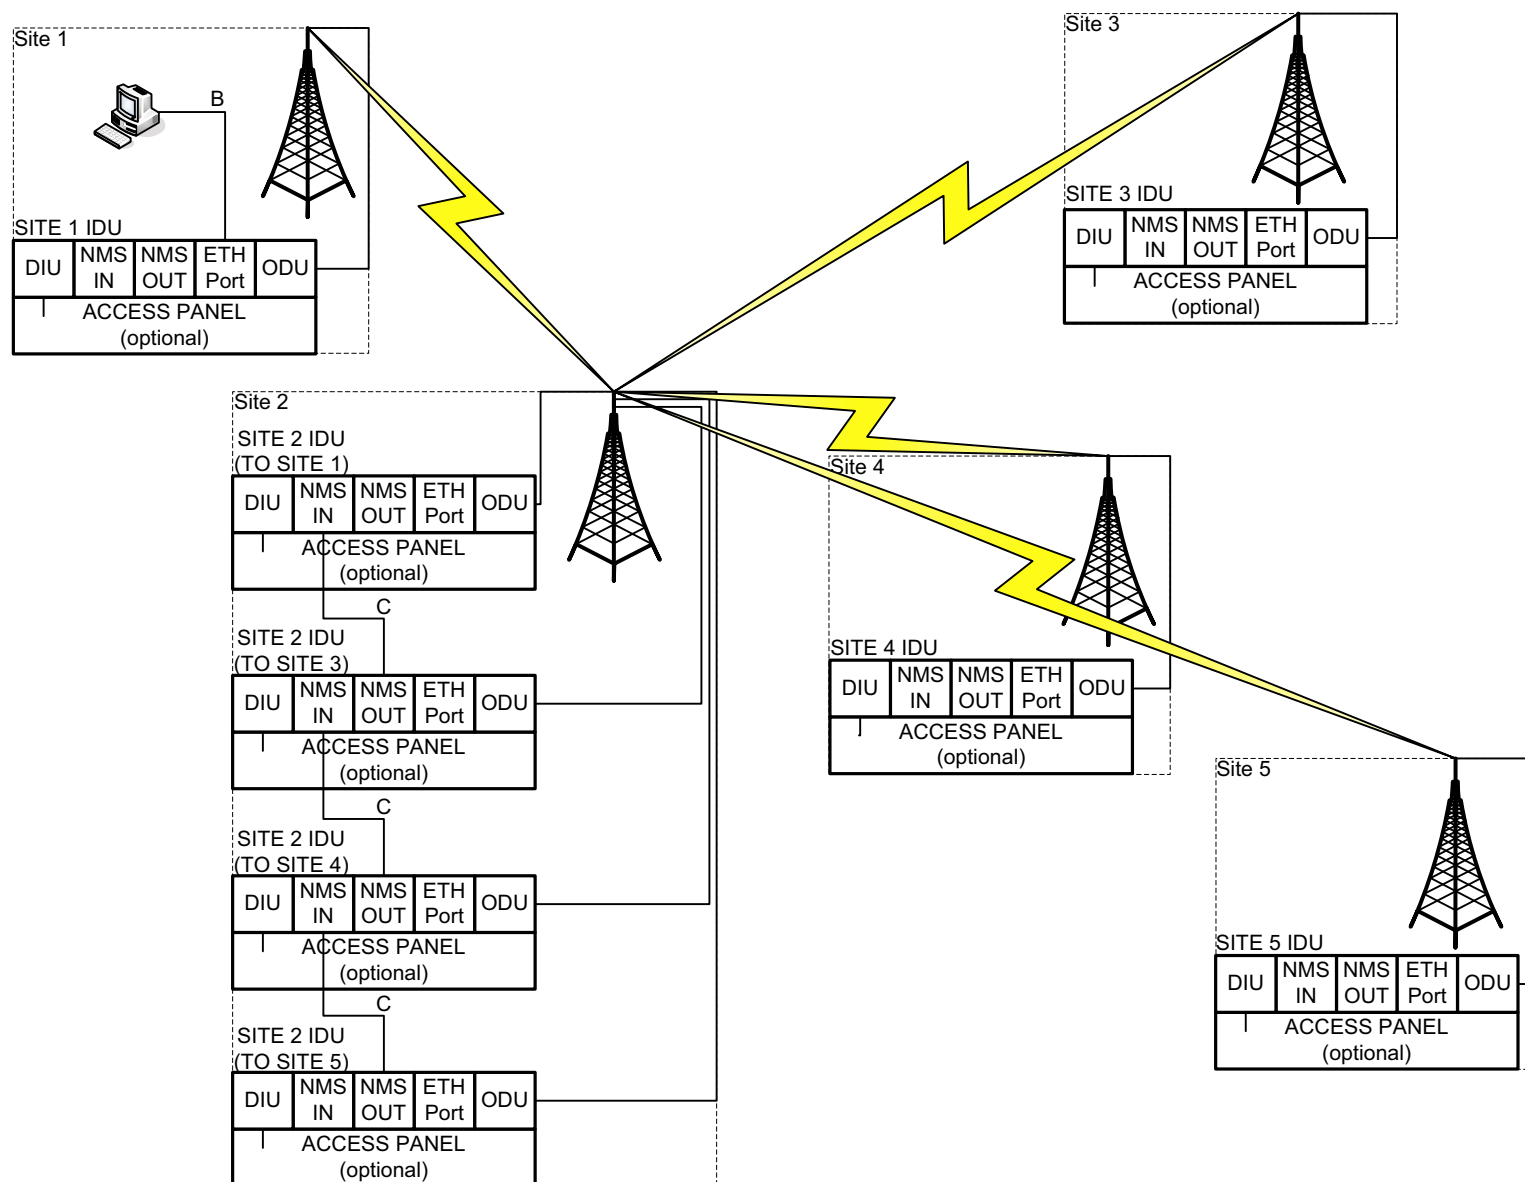 Site 1
B
SITE 1 IDU
DIU NMS IN NMS OUT ETH Port ODU
ACCESS PANEL
(optional)
Site 3
SITE 3 IDU
DIU NMS IN NMS OUT ETH Port ODU
ACCESS PANEL
(optional)
Site 2
SITE 2 IDU
(TO SITE 1)
DIU NMS IN NMS OUT ETH Port ODU
ACCESS PANEL
(optional)
C
SITE 2 IDU
(TO SITE 3)
DIU NMS IN NMS OUT ETH Port ODU
ACCESS PANEL
(optional)
C
SITE 2 IDU
(TO SITE 4)
DIU NMS IN NMS OUT ETH Port ODU
ACCESS PANEL
(optional)
C
SITE 2 IDU
(TO SITE 5)
DIU NMS IN NMS OUT ETH Port ODU
ACCESS PANEL
(optional)
Site 4
SITE 4 IDU
DIU NMS IN NMS OUT ETH Port ODU
ACCESS PANEL
(optional)
Site 5
SITE 5 IDU
DIU NMS IN NMS OUT ETH Port ODU
ACCESS PANEL
(optional)